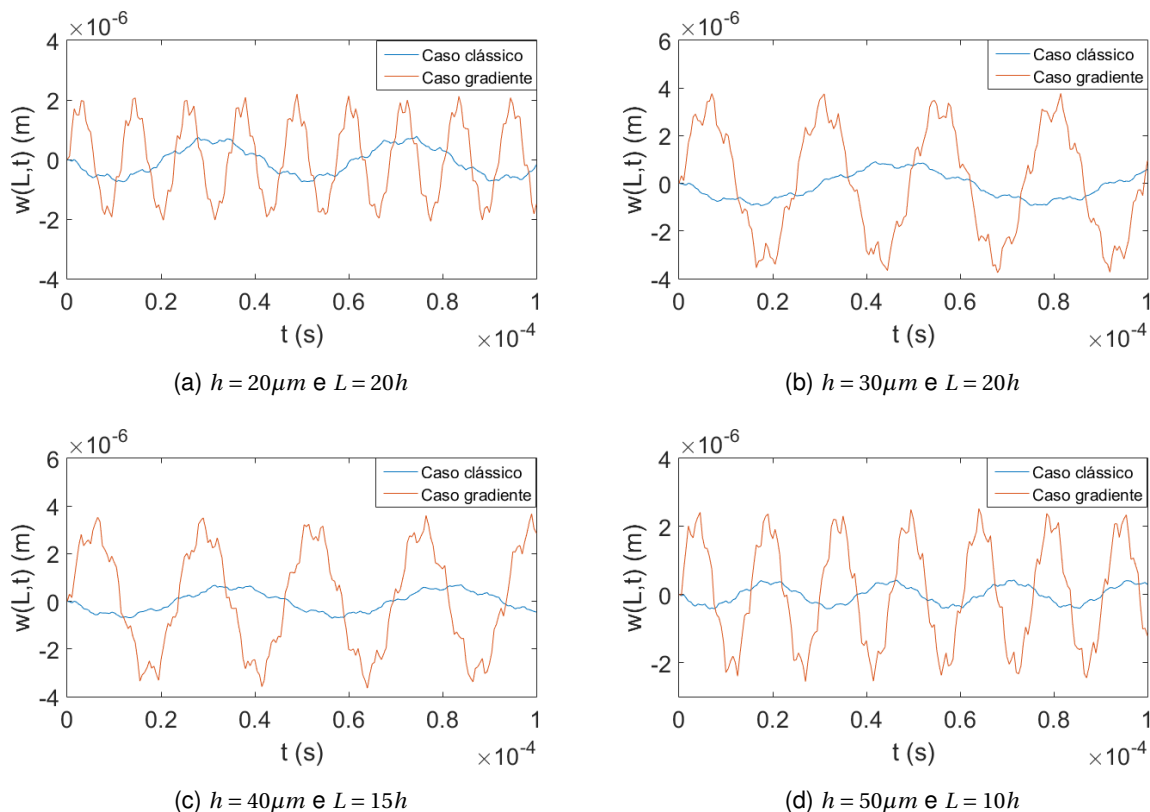 ×10⁻⁶
4
2
0
-2
-4
w(L,t) (m)
Caso clássico
Caso gradiente
0 0.2 0.4 0.6 0.8 1
t (s)
×10⁻⁴
(a) h = 20μm e L = 20h
×10⁻⁶
6
4
2
0
-2
-4
w(L,t) (m)
Caso clássico
Caso gradiente
0 0.2 0.4 0.6 0.8 1
t (s)
×10⁻⁴
(b) h = 30μm e L = 20h
×10⁻⁶
6
4
2
0
-2
-4
w(L,t) (m)
Caso clássico
Caso gradiente
0 0.2 0.4 0.6 0.8 1
t (s)
×10⁻⁴
(c) h = 40μm e L = 15h
×10⁻⁶
4
2
0
-2
w(L,t) (m)
Caso clássico
Caso gradiente
0 0.2 0.4 0.6 0.8 1
t (s)
×10⁻⁴
(d) h = 50μm e L = 10h